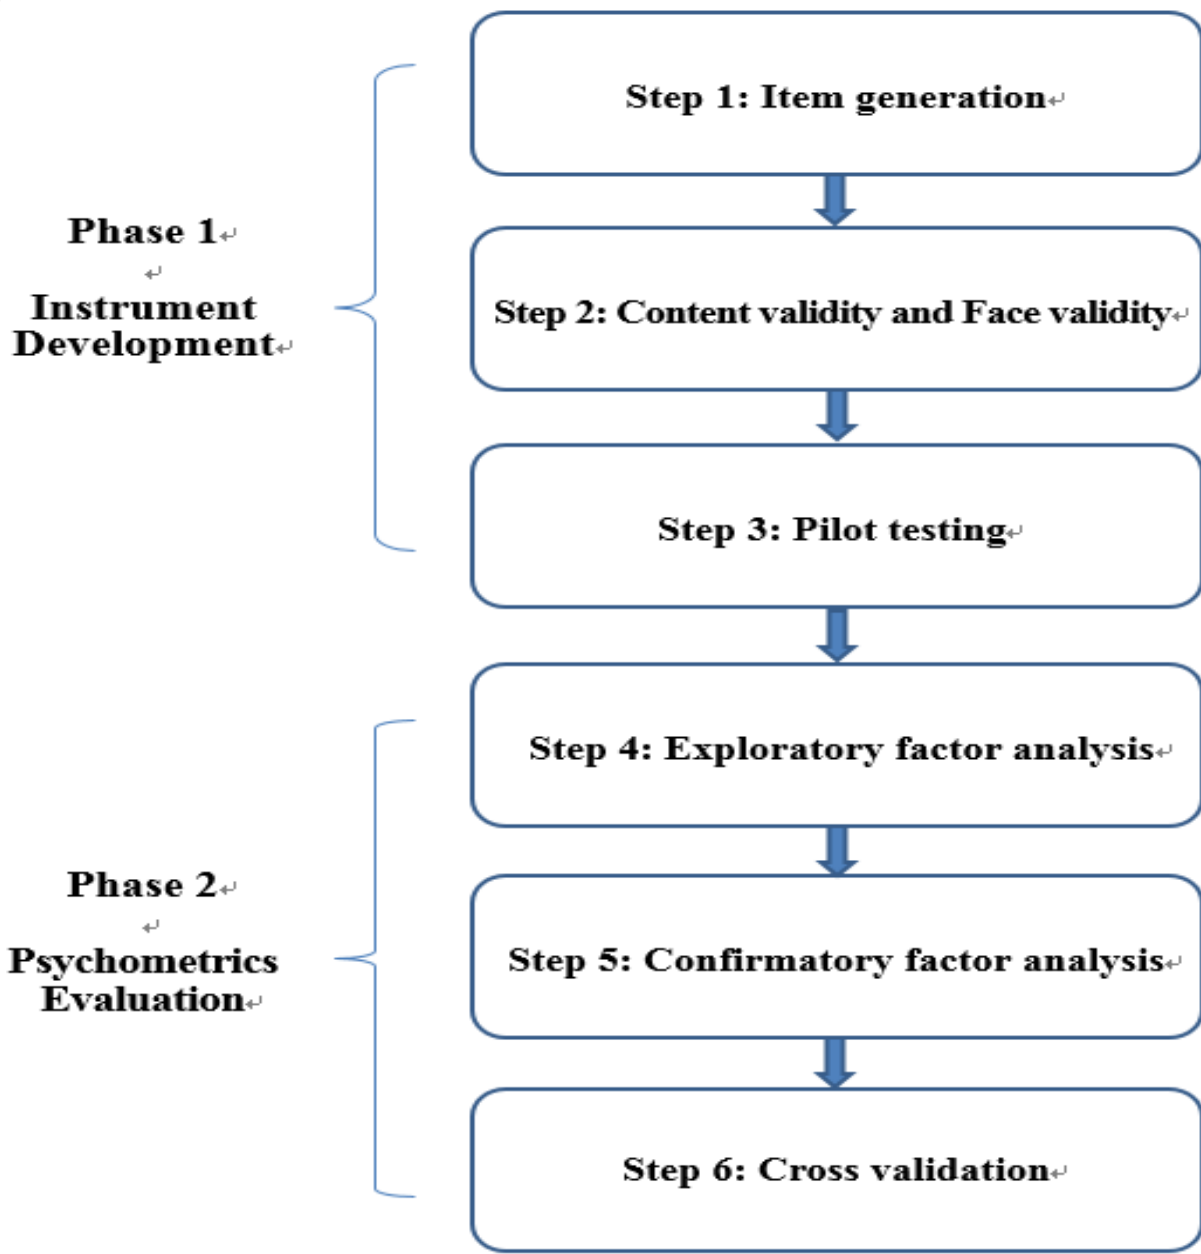 Step 1: Item generation
Phase 1
Instrument
Development
Step 2: Content validity and Face validity
Step 3: Pilot testing
Step 4: Exploratory factor analysis
Phase 2
Psychometrics
Evaluation
Step 5: Confirmatory factor analysis
Step 6: Cross validation